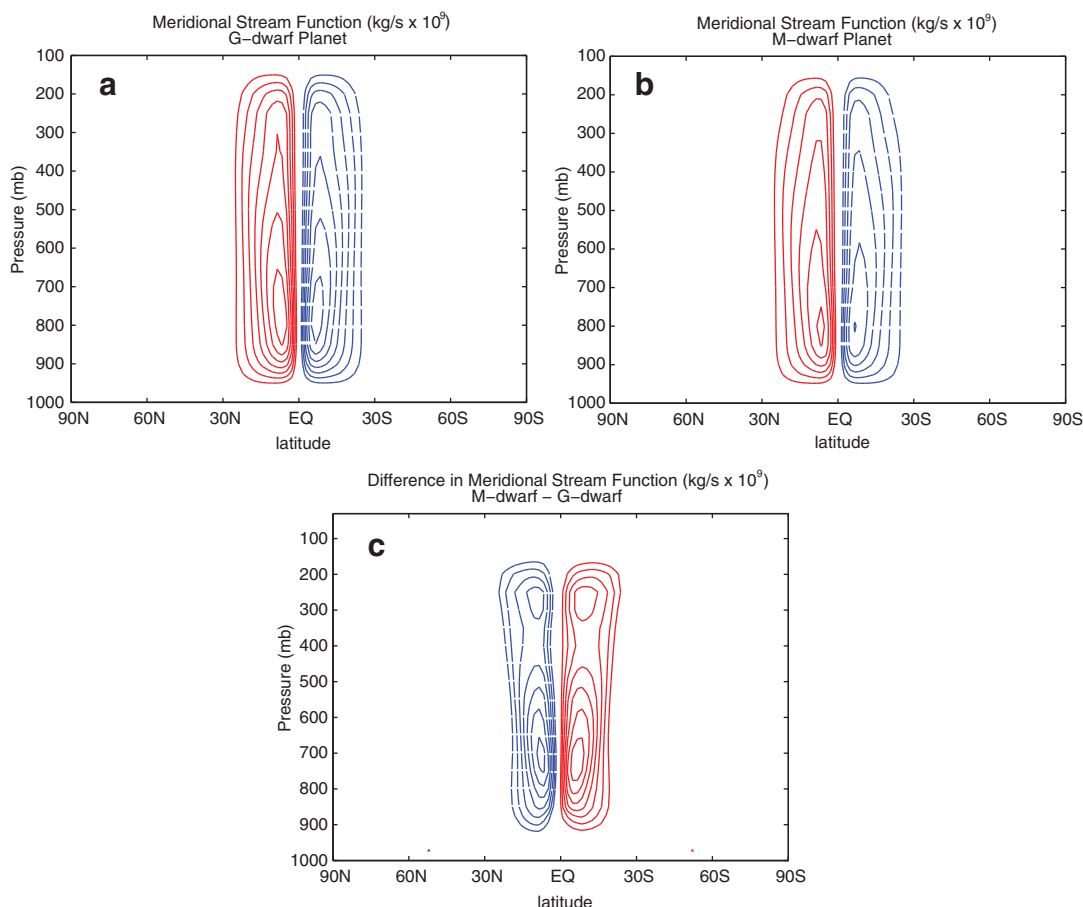 Meridional Stream Function (kg/s x 10⁹)
G−dwarf Planet
a
100
200
300
400
500
600
700
800
900
1000
Pressure (mb)
90N 60N 30N EQ 30S 60S 90S
latitude
Meridional Stream Function (kg/s x 10⁹)
M−dwarf Planet
b
100
200
300
400
500
600
700
800
900
1000
Pressure (mb)
90N 60N 30N EQ 30S 60S 90S
latitude
Difference in Meridional Stream Function (kg/s x 10⁹)
M−dwarf − G−dwarf
c
100
200
300
400
500
600
700
800
900
1000
Pressure (mb)
90N 60N 30N EQ 30S 60S 90S
latitude